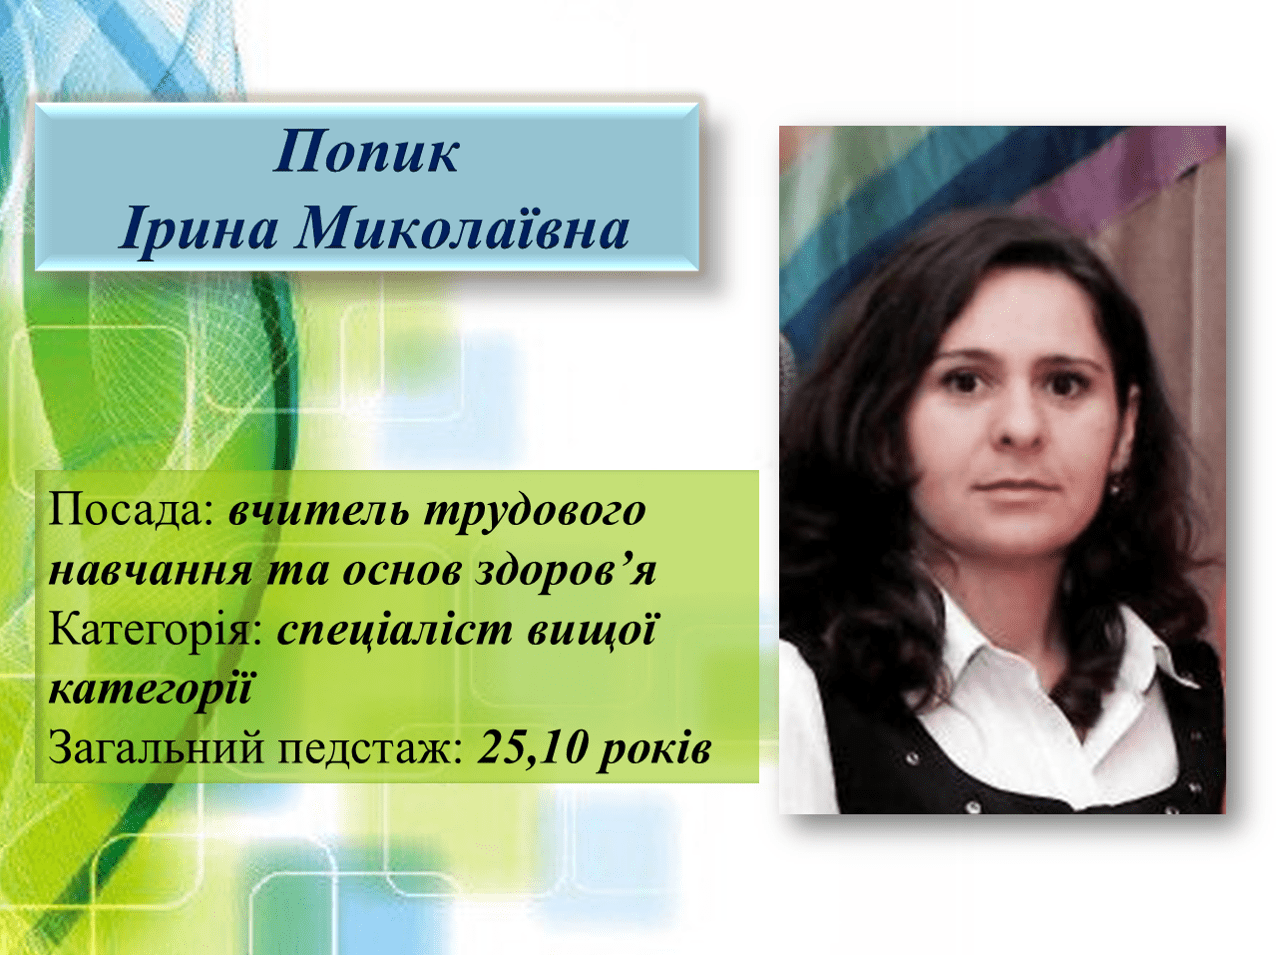 Попик
Ірина Миколаївна
Посада: вчитель трудового
навчання та основ здоров’я
Категорія: спеціаліст вищої
категорії
Загальний педстаж: 25,10 років